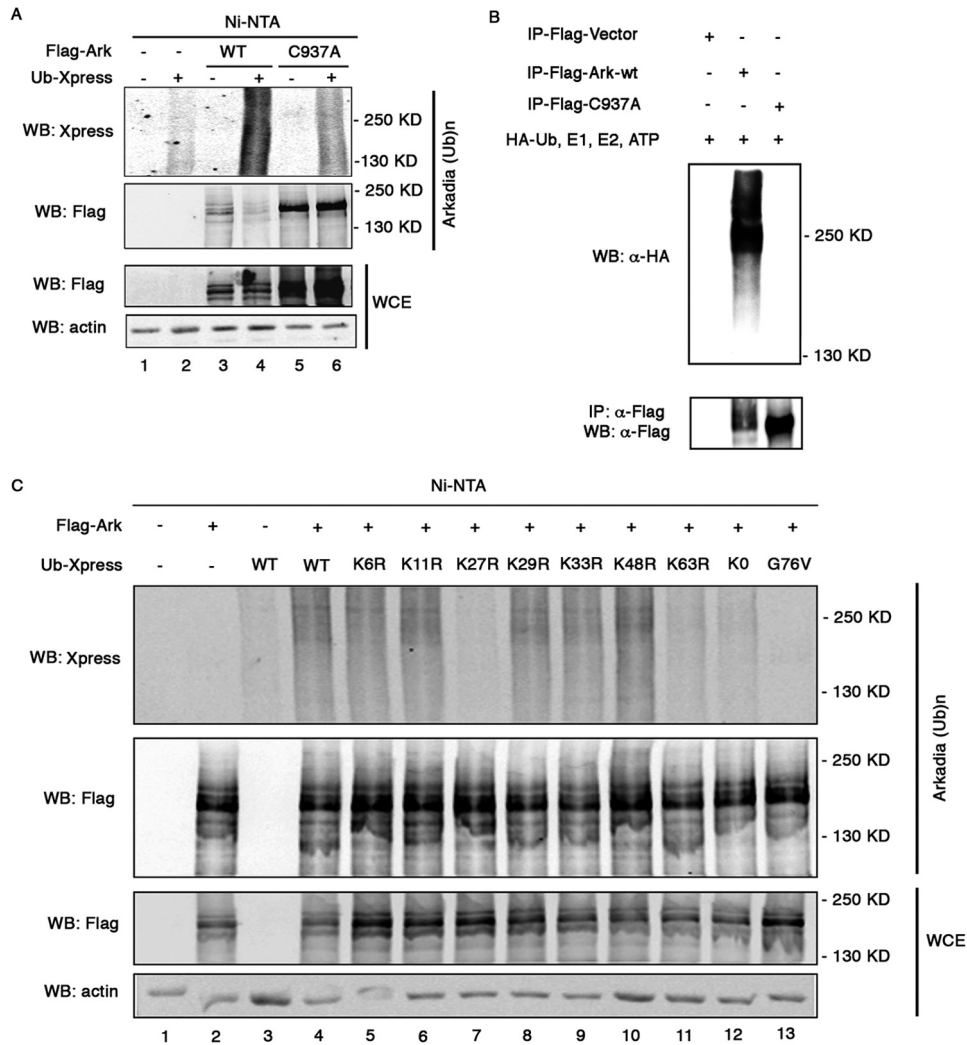 A
Ni-NTA
Flag-Ark - - WT C937A
Ub-Xpress - + - + - +
WB: Xpress
- 250 KD
- 130 KD
WB: Flag
- 250 KD
- 130 KD
Arkadia (Ub)n
WB: Flag
WB: actin
WCE
1 2 3 4 5 6
B
IP-Flag-Vector + - -
IP-Flag-Ark-wt - + -
IP-Flag-C937A - - +
HA-Ub, E1, E2, ATP + + +
WB: α-HA
- 250 KD
- 130 KD
IP: α-Flag
WB: α-Flag
C
Ni-NTA
Flag-Ark - + - + + + + + + + + + +
Ub-Xpress - - WT WT K6R K11R K27R K29R K33R K48R K63R K0 G76V
WB: Xpress
- 250 KD
- 130 KD
WB: Flag
- 250 KD
- 130 KD
Arkadia (Ub)n
WB: Flag
- 250 KD
- 130 KD
WB: actin
WCE
1 2 3 4 5 6 7 8 9 10 11 12 13